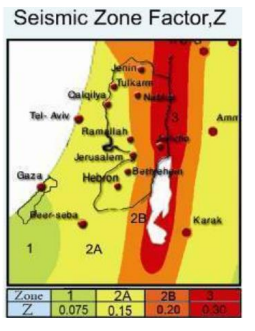 Seismic Zone Factor,Z
Jenin
Tulkarm
Qalqilya
Nablus
Tel- Aviv
3
Amm
Ramallah
Jericho
Jerusalem
Bethlehem
Gaza
Hebron
Beer-seba
2B
Karak
1
2A
Zone 1 2A 2B 3
Z 0.075 0.15 0.20 0.30